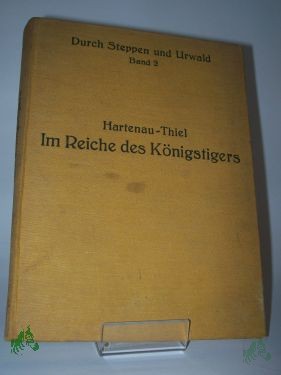 Durch Steppen und Urwald
Band 2
Hartenau-Thiel
Im Reiche des Königstigers